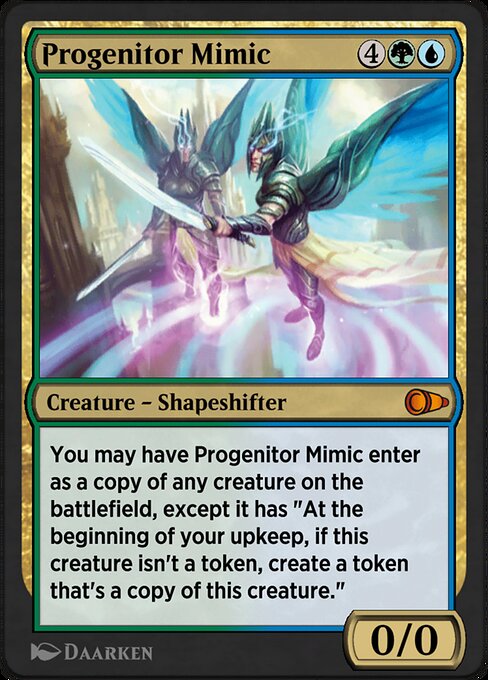 Progenitor Mimic 4
Creature – Shapeshifter
You may have Progenitor Mimic enter
as a copy of any creature on the
battlefield, except it has "At the
beginning of your upkeep, if this
creature isn't a token, create a token
that's a copy of this creature."
0/0
DAARKEN